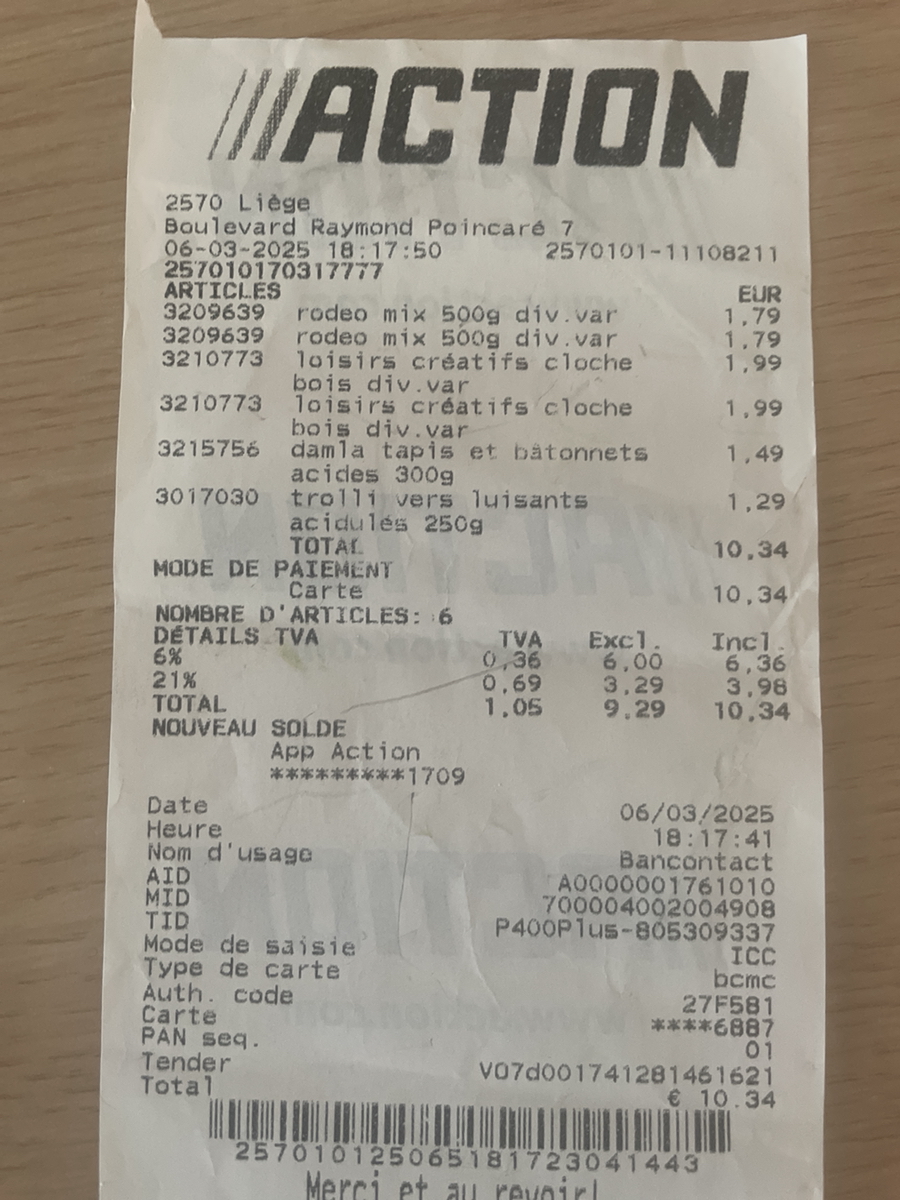 ACTION
2570 Liège
Boulevard Raymond Poincaré 7
06-03-2025 18:17:50 2570101-11108211
257010170317777
ARTICLES EUR
3209639 rodeo mix 500g div.var 1,79
3209639 rodeo mix 500g div.var 1,79
3210773 loisirs créatifs cloche 1,99
bois div.var
3210773 loisirs créatifs cloche 1,99
bois div.var
3215756 damla tapis et bâtonnets 1,49
acides 300g
3017030 trolli vers luisants 1,29
acidulés 250g
TOTAL 10,34
MODE DE PAIEMENT
Carte 10,34
NOMBRE D'ARTICLES: 6
DÉTAILS TVA TVA Excl. Incl.
6% 0,36 6,00 6,36
21% 0,69 3,29 3,98
TOTAL 1,05 9,29 10,34
NOUVEAU SOLDE
App Action
*********1709
Date 06/03/2025
Heure 18:17:41
Nom d'usage Bancontact
AID A0000001761010
MID 700004002004908
TID P400Plus-805309337
Mode de saisie ICC
Type de carte bcmc
Auth. code 27F581
Carte ****6887
PAN seq. 01
Tender V07d001741281461621
Total € 10.34
257010125065181723041443
Merci et au revoir!